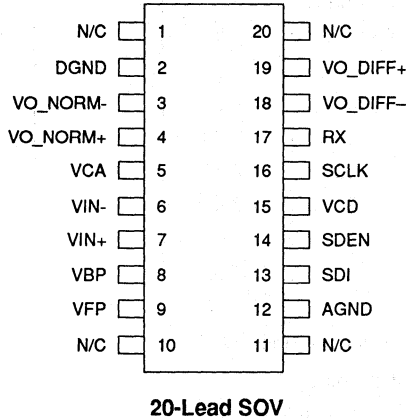 N/C 1 20 N/C
DGND 2 19 VO_DIFF+
VO_NORM- 3 18 VO_DIFF–
VO_NORM+ 4 17 RX
VCA 5 16 SCLK
VIN- 6 15 VCD
VIN+ 7 14 SDEN
VBP 8 13 SDI
VFP 9 12 AGND
N/C 10 11 N/C
20-Lead SOV